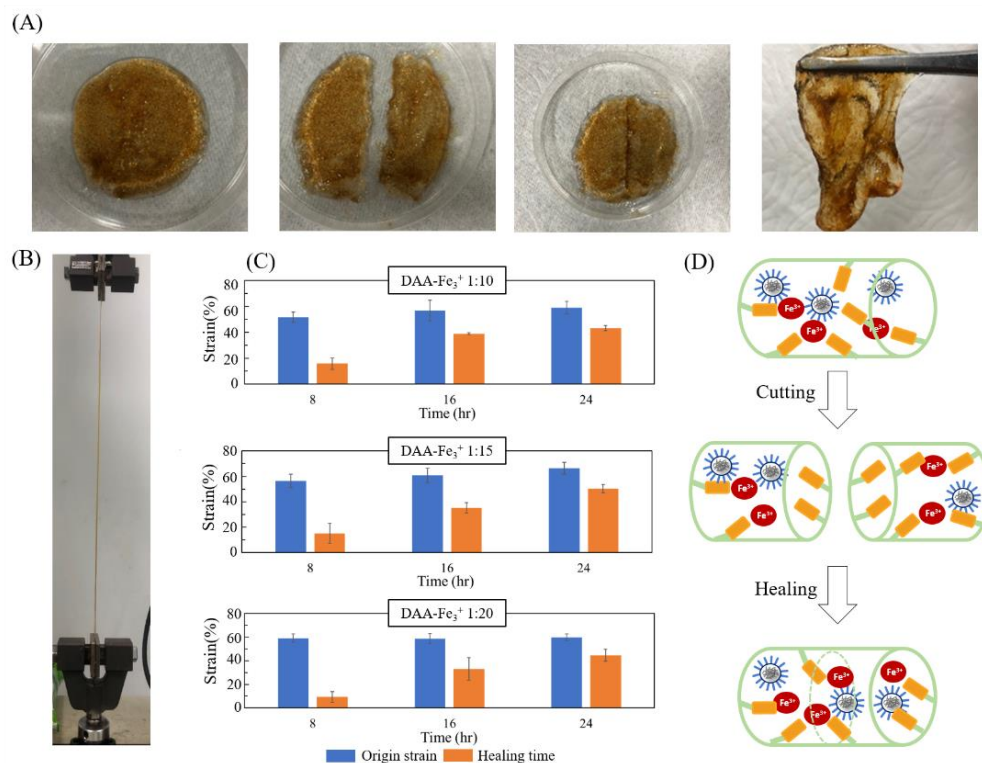 (A)
(B)
(C)
DAA-Fe₃⁺ 1:10
Strain(%)
80
60
40
20
0
8
16
24
Time (hr)
DAA-Fe₃⁺ 1:15
Strain(%)
80
60
40
20
0
8
16
24
Time (hr)
DAA-Fe₃⁺ 1:20
Strain(%)
80
60
40
20
0
8
16
24
Time (hr)
Origin strain
Healing time
(D)
Fe³⁺
Fe³⁺
Fe³⁺
Cutting
Fe³⁺
Fe³⁺
Fe³⁺
Fe³⁺
Healing
Fe³⁺
Fe³⁺
Fe³⁺
Fe³⁺